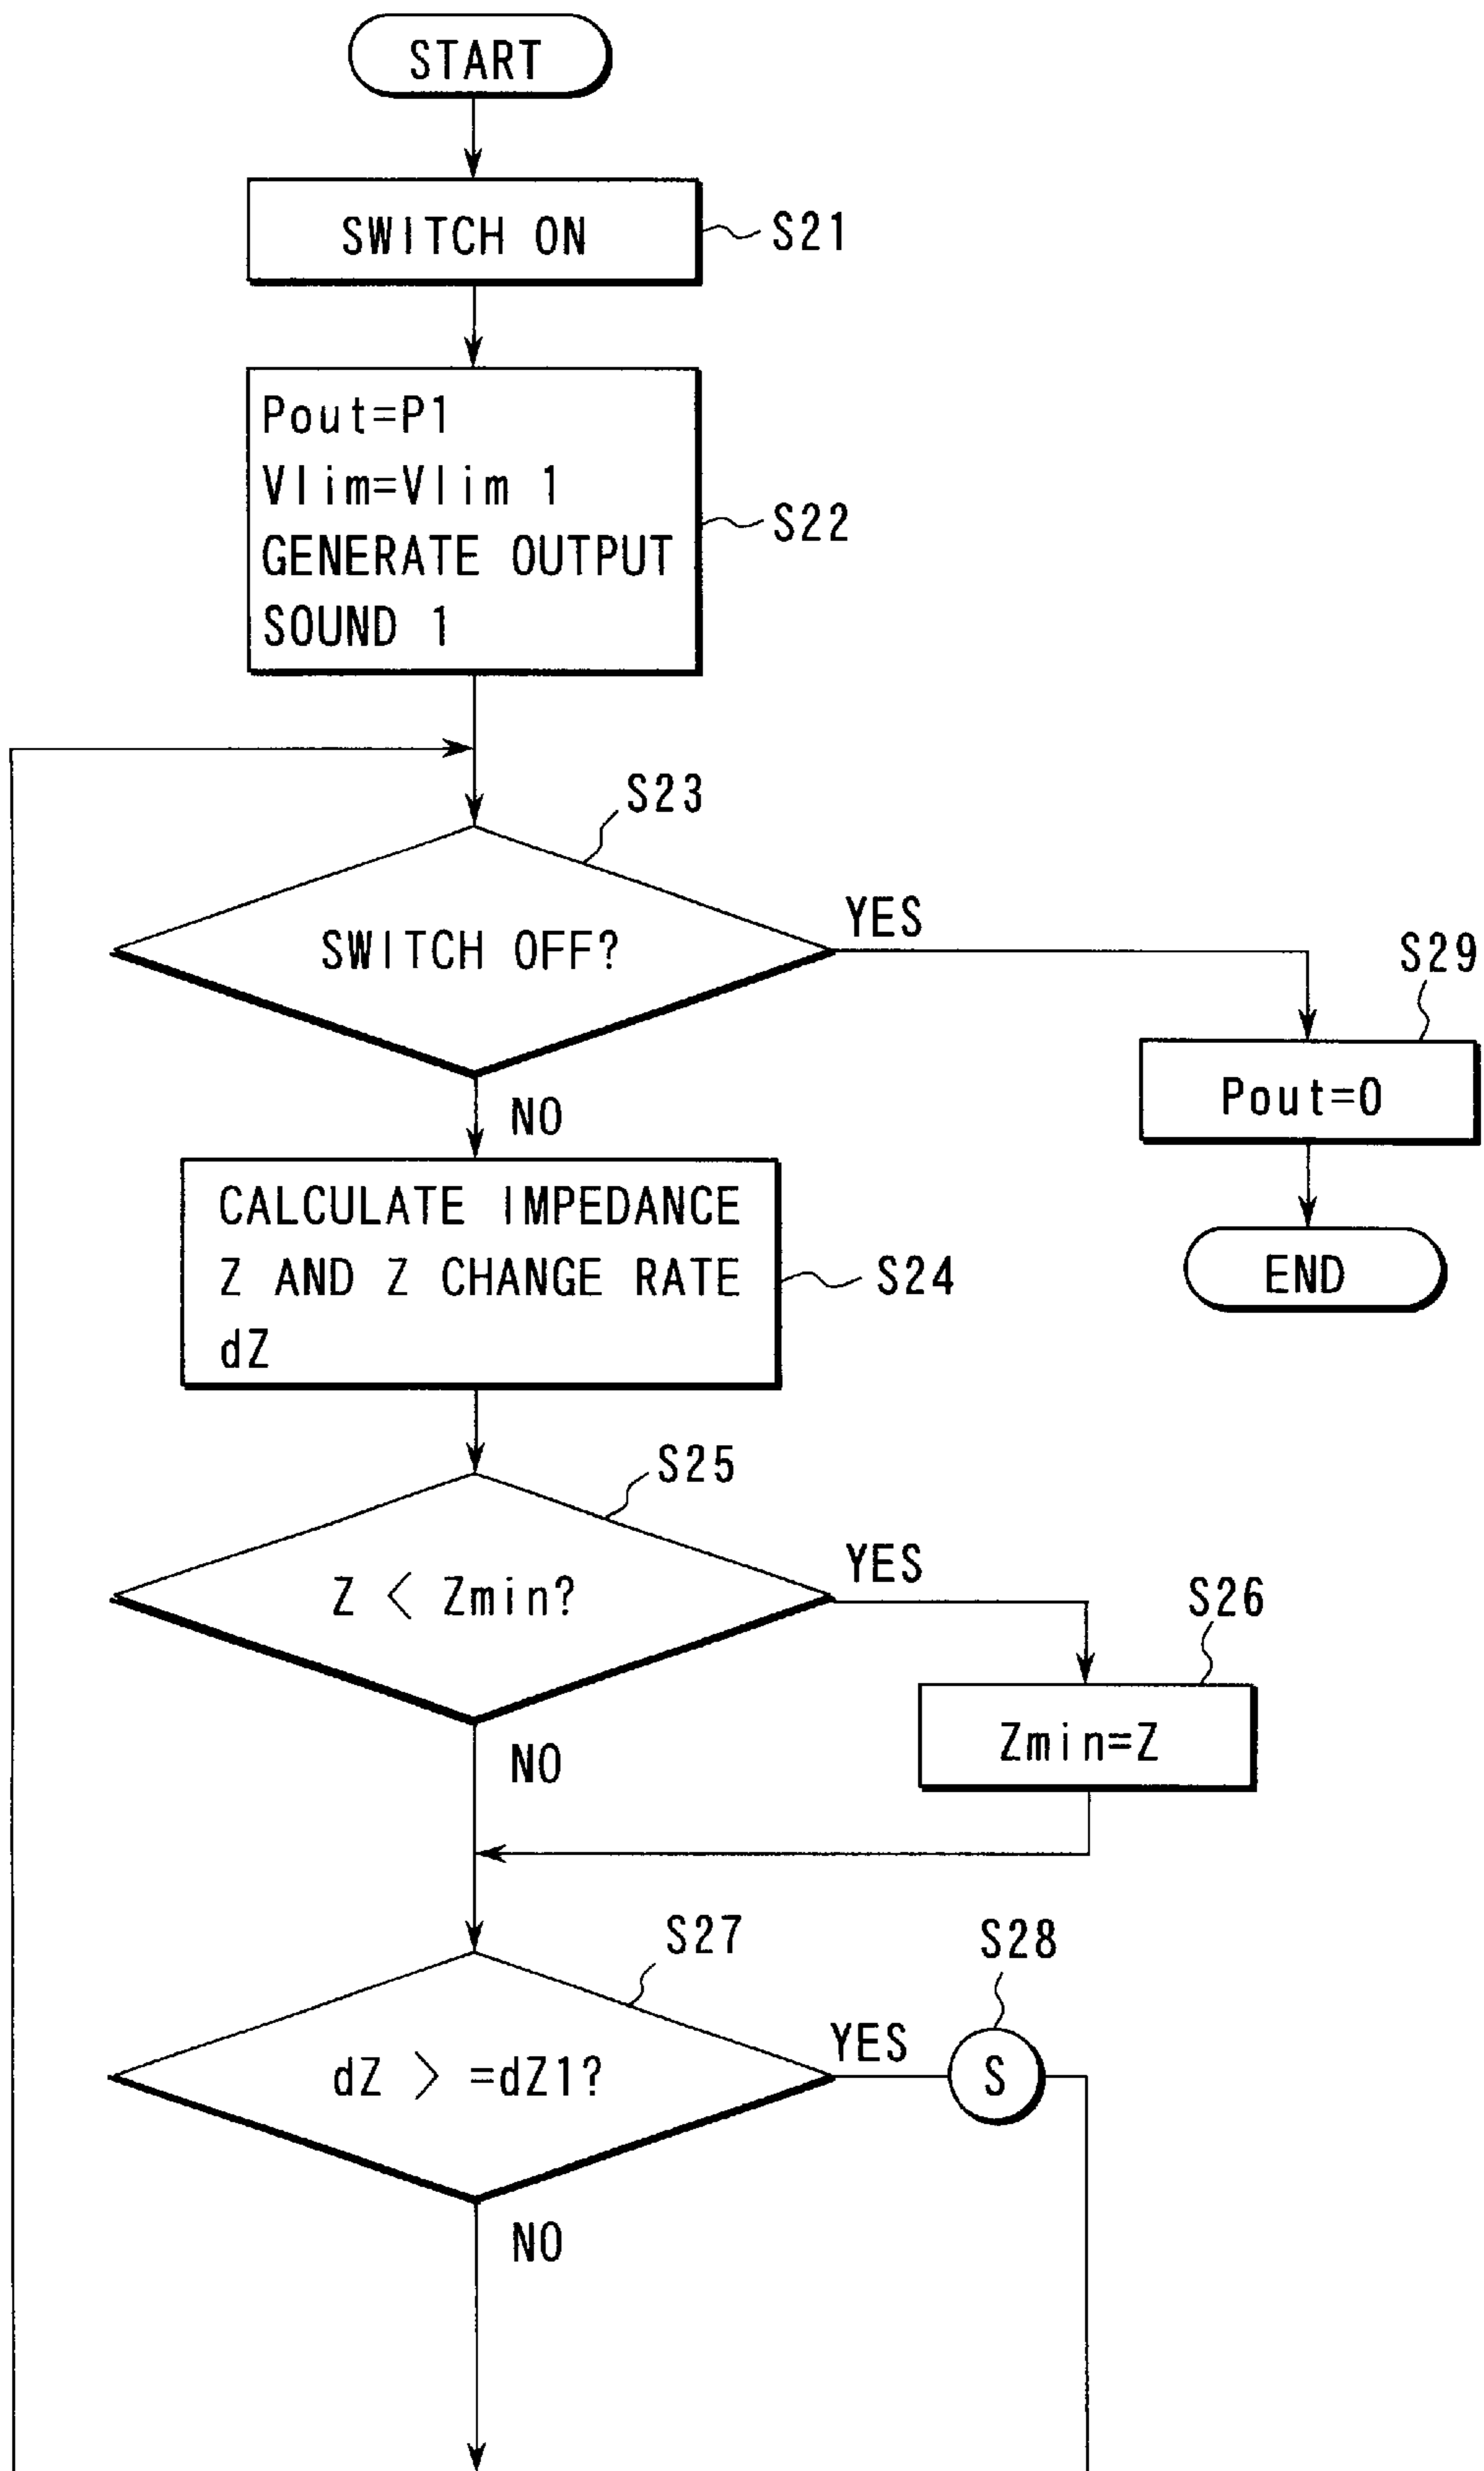 START
SWITCH ON
S21
Pout=P1
Vlim=Vlim 1
GENERATE OUTPUT
SOUND 1
S22
S23
SWITCH OFF?
YES
S29
Pout=0
END
NO
CALCULATE IMPEDANCE
Z AND Z CHANGE RATE
dZ
S24
S25
Z < Zmin?
YES
S26
Zmin=Z
NO
S27
dZ > =dZ1?
YES
S28
S
NO